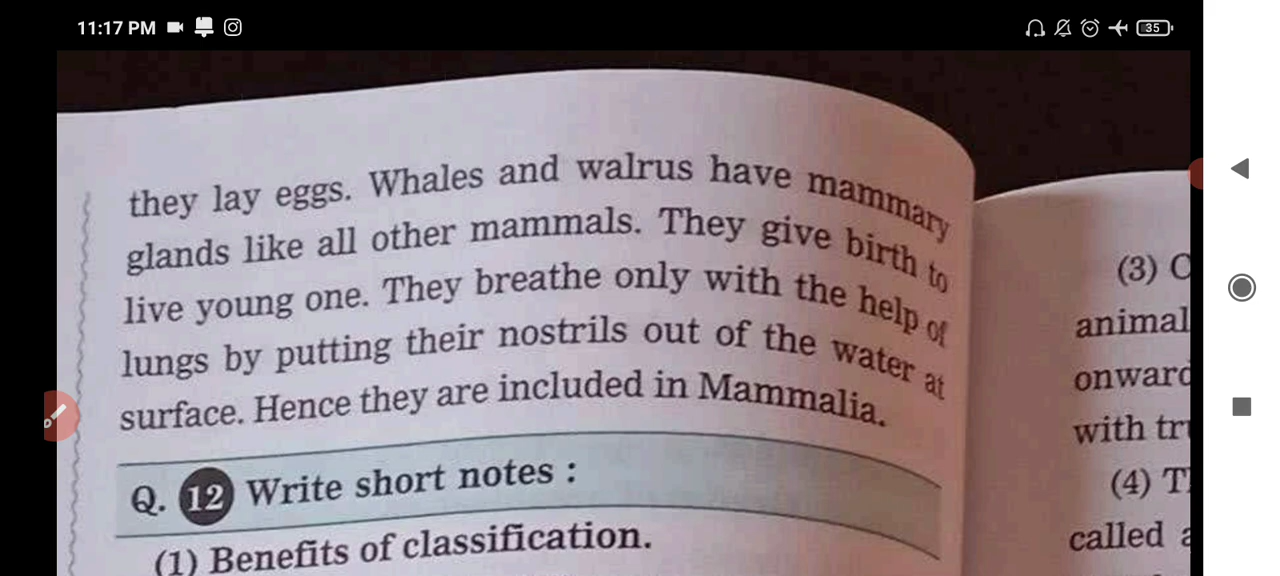 11:17 PM
35
they lay eggs. Whales and walrus have mammary
glands like all other mammals. They give birth to
live young one. They breathe only with the help of
lungs by putting their nostrils out of the water at
surface. Hence they are included in Mammalia.
Q. 12 Write short notes :
(1) Benefits of classification.
(3)
animal
onward
with
(4)
called